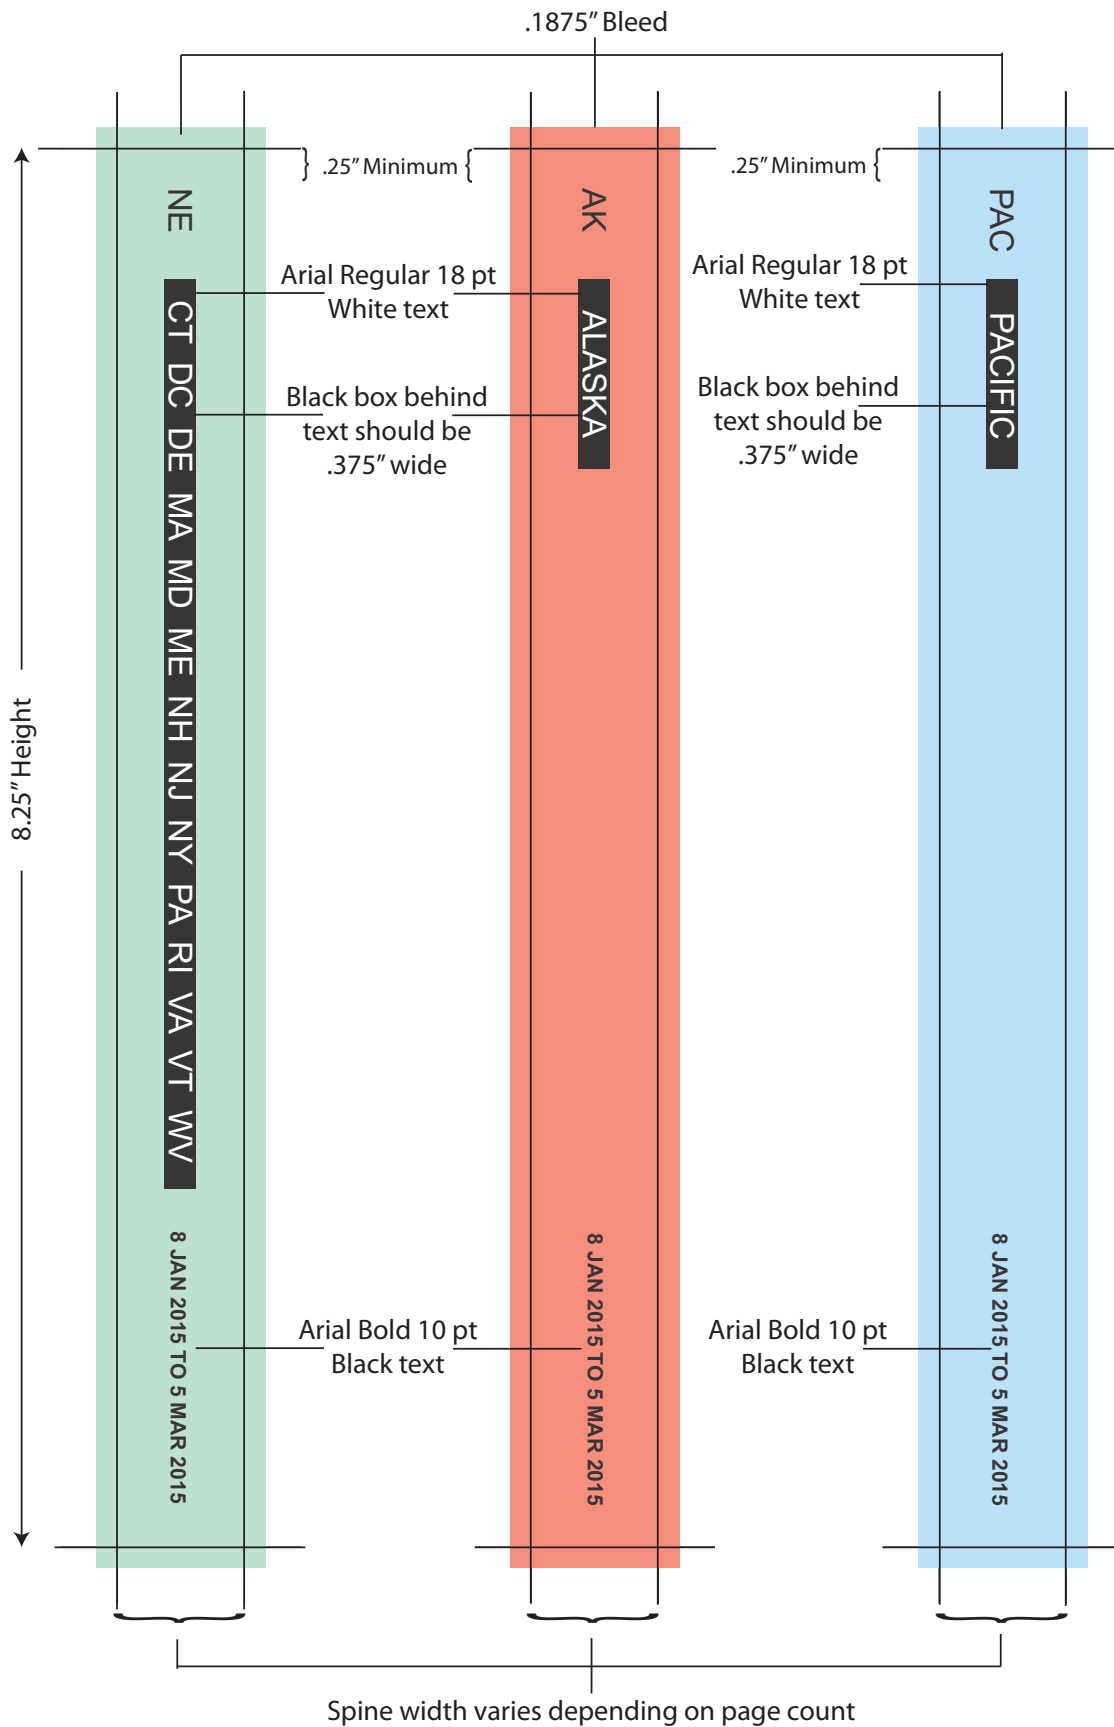 .1875” Bleed
} .25” Minimum {
.25” Minimum {
NE
AK
PAC
Arial Regular 18 pt
White text
Arial Regular 18 pt
White text
CT DC DE MA MD ME NH NJ NY PA RI VA VT WV
ALASKA
PACIFIC
Black box behind
text should be
.375” wide
Black box behind
text should be
.375” wide
8.25” Height
8 JAN 2015 TO 5 MAR 2015
8 JAN 2015 TO 5 MAR 2015
8 JAN 2015 TO 5 MAR 2015
Arial Bold 10 pt
Black text
Arial Bold 10 pt
Black text
Spine width varies depending on page count